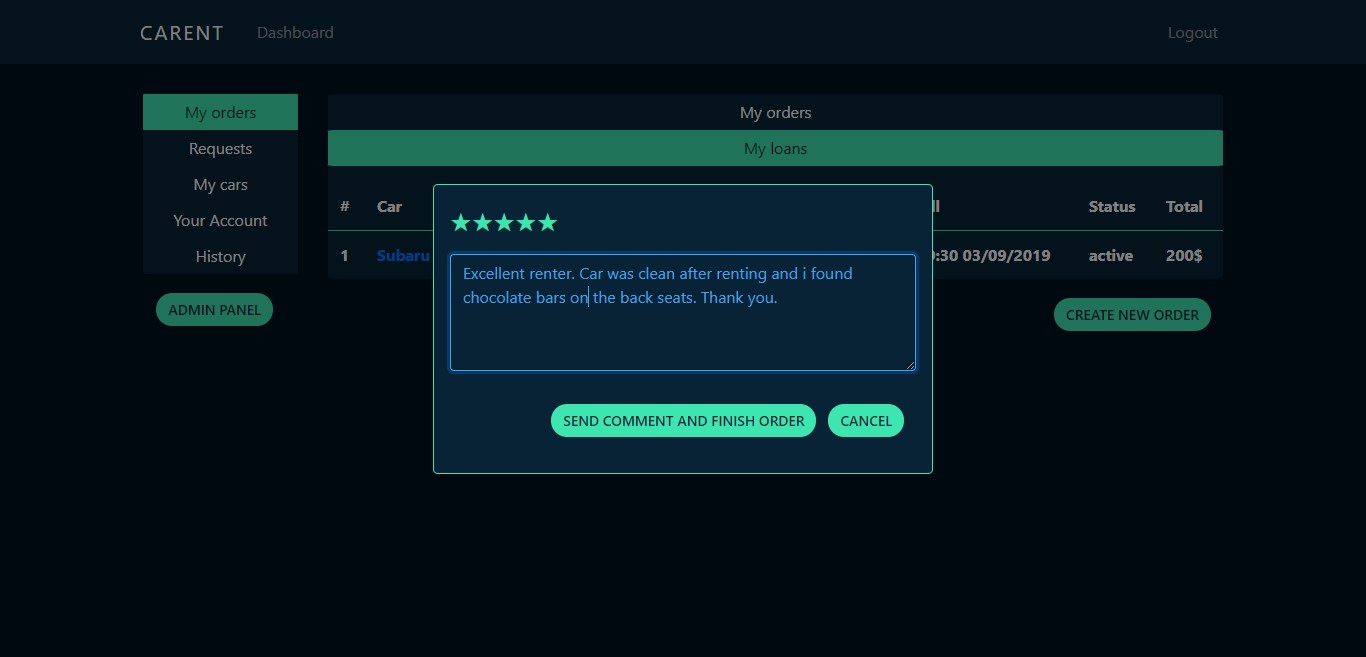 CARENT Dashboard Logout
My orders
Requests
My cars
Your Account
History
ADMIN PANEL
My orders
My loans
# Car Status Total
1 Subaru :30 03/09/2019 active 200$
★★★★★
Excellent renter. Car was clean after renting and i found
chocolate bars on the back seats. Thank you.
SEND COMMENT AND FINISH ORDER CANCEL
CREATE NEW ORDER